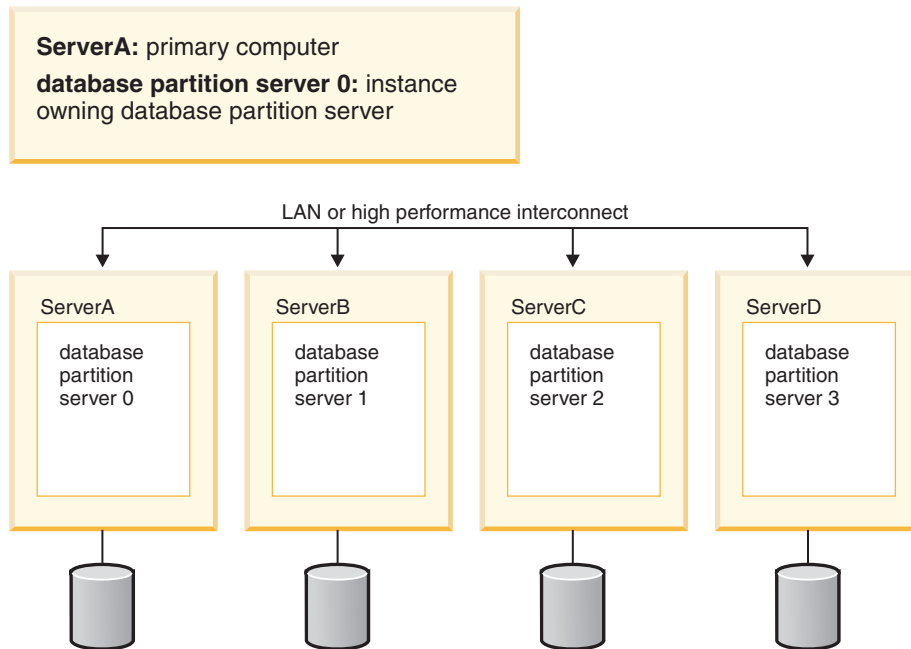 ServerA: primary computer
database partition server 0: instance
owning database partition server
LAN or high performance interconnect
ServerA
database
partition
server 0
ServerB
database
partition
server 1
ServerC
database
partition
server 2
ServerD
database
partition
server 3